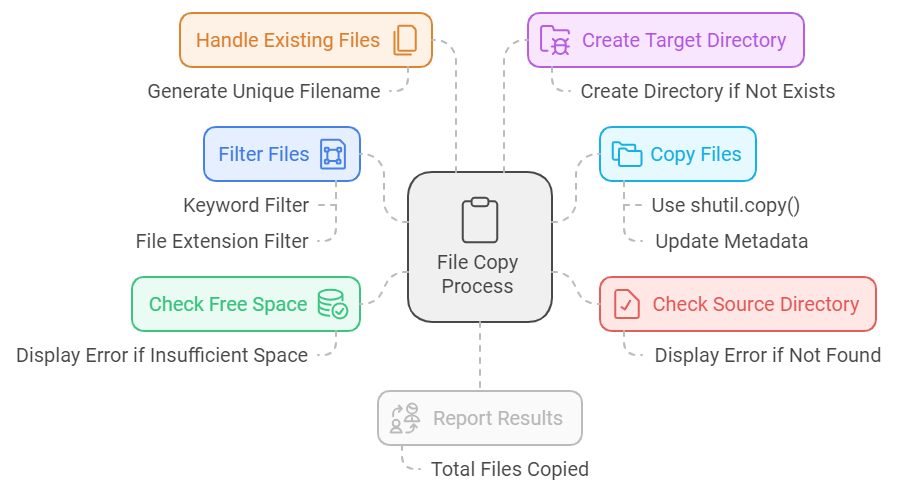 Handle Existing Files
Create Target Directory
Generate Unique Filename
Create Directory if Not Exists
Filter Files
Copy Files
Keyword Filter
Use shutil.copy()
File Extension Filter
Update Metadata
File Copy
Process
Check Free Space
Check Source Directory
Display Error if Insufficient Space
Display Error if Not Found
Report Results
Total Files Copied